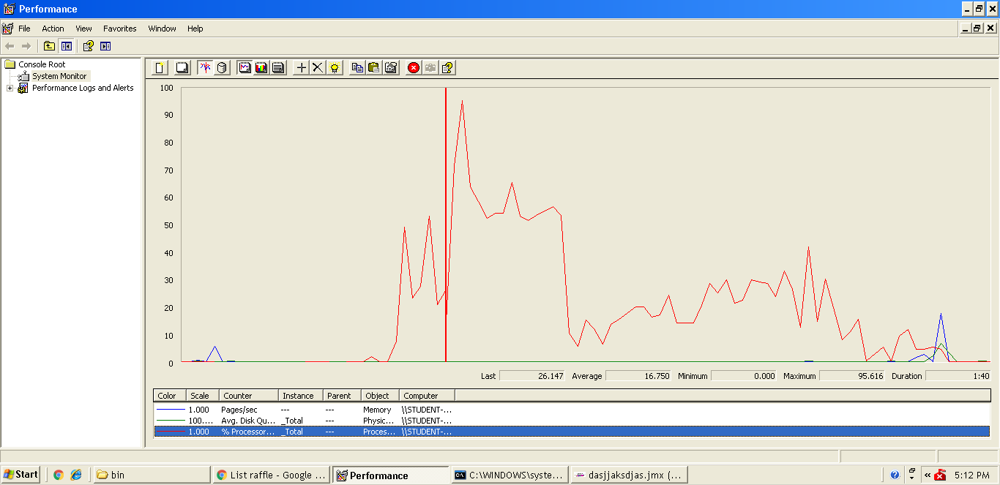 Performance
File Action View Favorites Window Help
Console Root
System Monitor
Performance Logs and Alerts
100
90
80
70
60
50
40
30
20
10
0
Last 26.147 Average 16.750 Minimum 0.000 Maximum 95.616 Duration 1:40
Color Scale Counter Instance Parent Object Computer
1.000 Pages/sec --- --- Memory \\STUDENT-...
100.... Avg. Disk Qu... _Total --- Physic... \\STUDENT-...
1.000 % Processor... _Total --- Proces... \\STUDENT-...
Start bin List raffle - Google ... Performance C:\WINDOWS\syste... dasjjaksdjas.jmx (... 5:12 PM